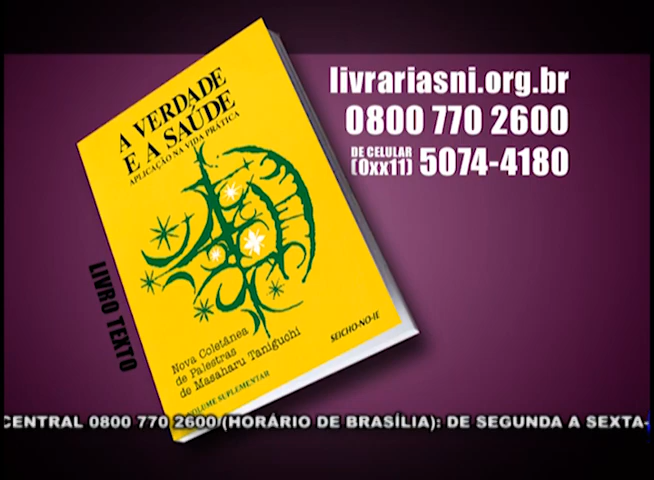 livrariasni.org.br
0800 770 2600
DE CELULAR
(0xx11) 5074-4180
A VERDADE
E A SAÚDE
APLICAÇÃO NA VIDA PRÁTICA
Nova Coletânea
de Palestras
de Masaharu Taniguchi
SEICHO-NO-IE
VOLUME SUPLEMENTAR
LIVRO TEXTO
CENTRAL 0800 770 2600 (HORÁRIO DE BRASÍLIA): DE SEGUNDA A SEXTA-